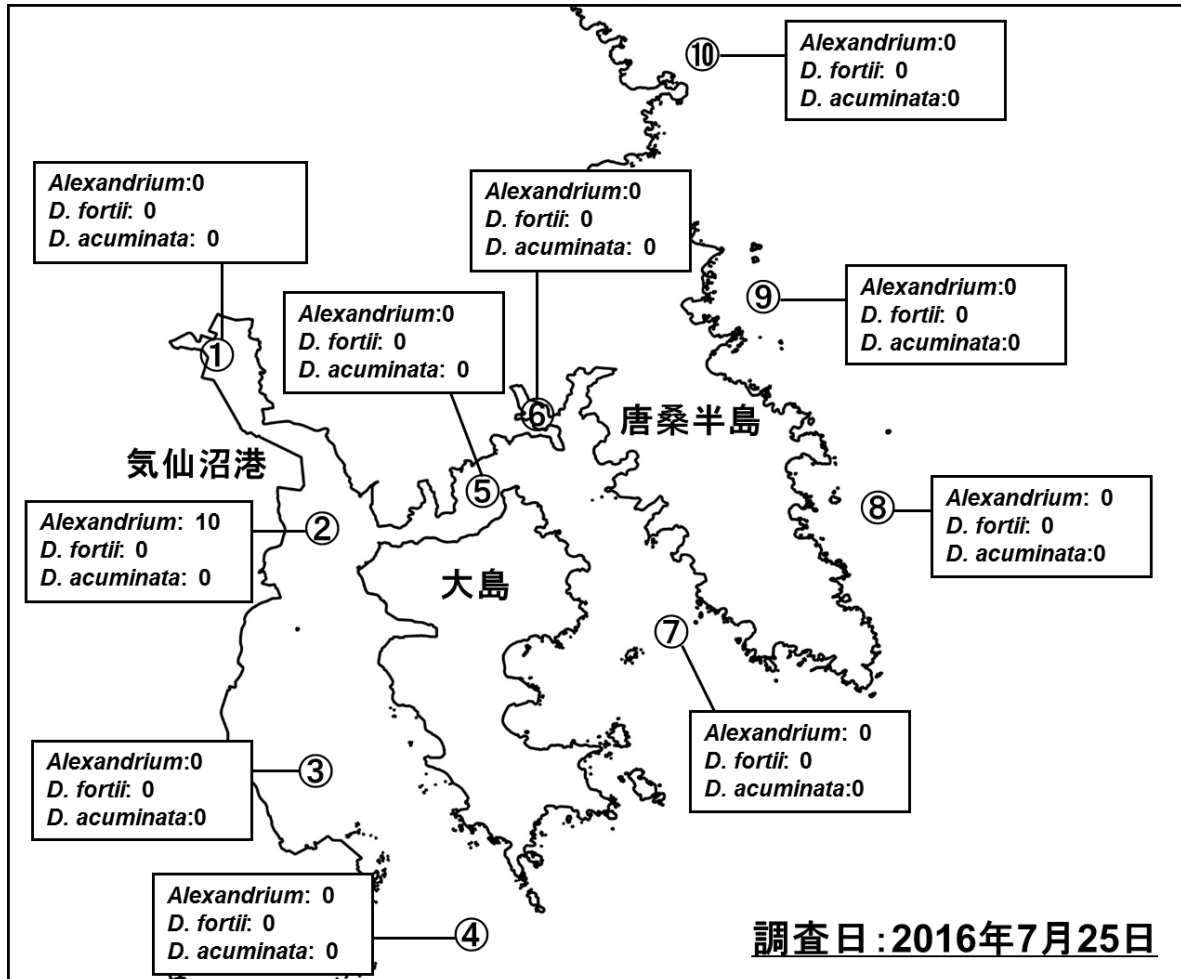 ⑩
Alexandrium:0
D. fortii: 0
D. acuminata:0
Alexandrium:0
D. fortii: 0
D. acuminata: 0
①
Alexandrium:0
D. fortii: 0
D. acuminata: 0
⑥
Alexandrium:0
D. fortii: 0
D. acuminata: 0
⑤
⑨
Alexandrium:0
D. fortii: 0
D. acuminata:0
唐桑半島
気仙沼港
Alexandrium: 10
D. fortii: 0
D. acuminata: 0
②
⑧
Alexandrium: 0
D. fortii: 0
D. acuminata:0
大島
⑦
Alexandrium: 0
D. fortii: 0
D. acuminata:0
Alexandrium:0
D. fortii: 0
D. acuminata:0
③
Alexandrium: 0
D. fortii: 0
D. acuminata: 0
④
調査日:2016年7月25日